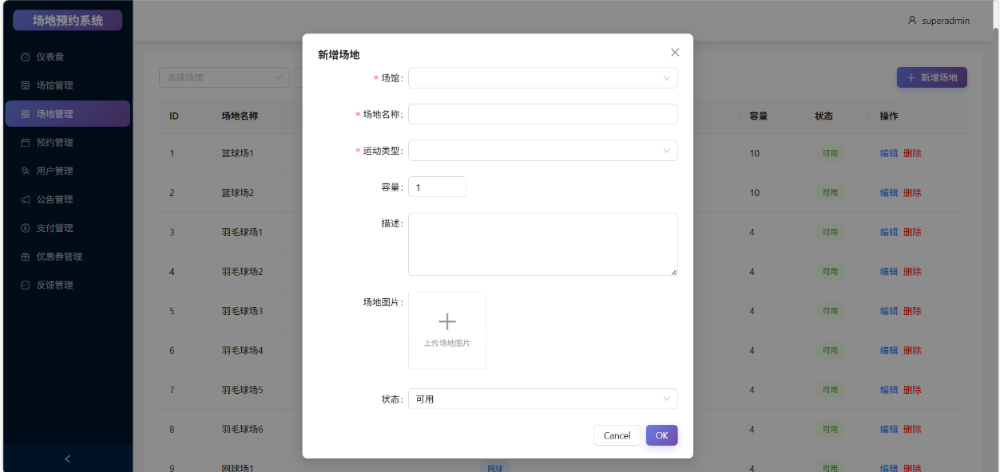 场地预约系统
superadmin
仪表盘
场馆管理
场地管理
预约管理
用户管理
公告管理
支付管理
优惠券管理
反馈管理
选择场馆
+ 新增场地
ID 场地名称 容量 状态 操作
1 篮球场1 10 可用 编辑 删除
2 篮球场2 10 可用 编辑 删除
3 羽毛球场1 4 可用 编辑 删除
4 羽毛球场2 4 可用 编辑 删除
5 羽毛球场3 4 可用 编辑 删除
6 羽毛球场4 4 可用 编辑 删除
7 羽毛球场5 4 可用 编辑 删除
8 羽毛球场6 4 可用 编辑 删除
9 网球场1 网球 4 可用 编辑 删除
新增场地
* 场馆:
* 场地名称:
* 运动类型:
容量: 1
描述:
场地图片:
上传场地图片
状态: 可用
Cancel OK